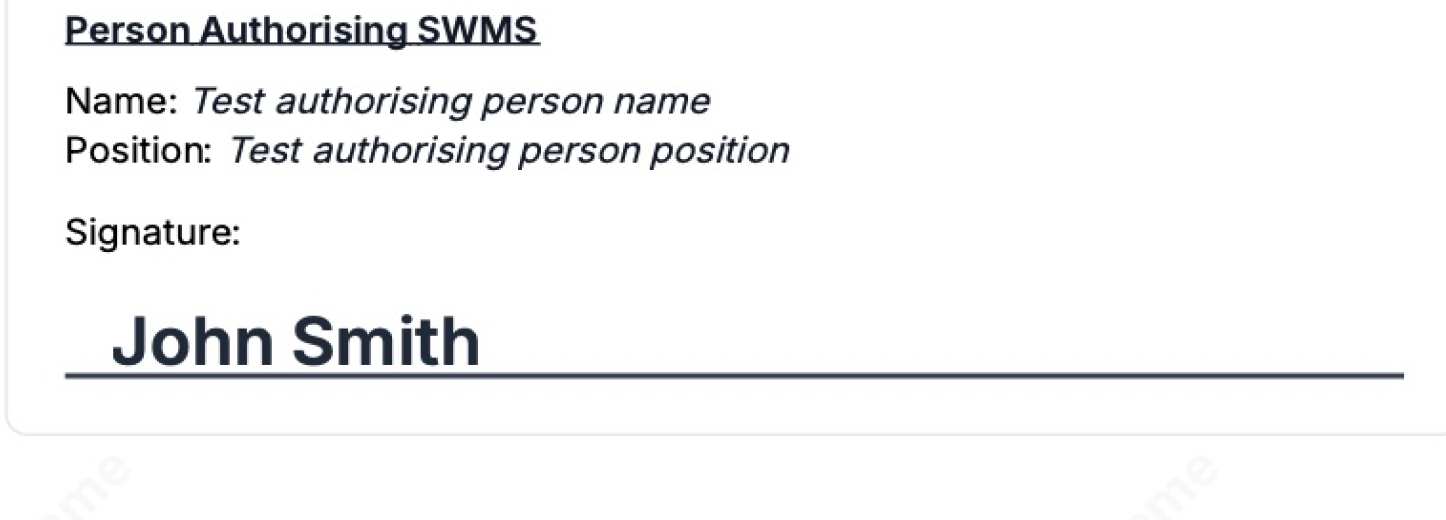 Person Authorising SWMS
Name: Test authorising person name
Position: Test authorising person position
Signature:
John Smith